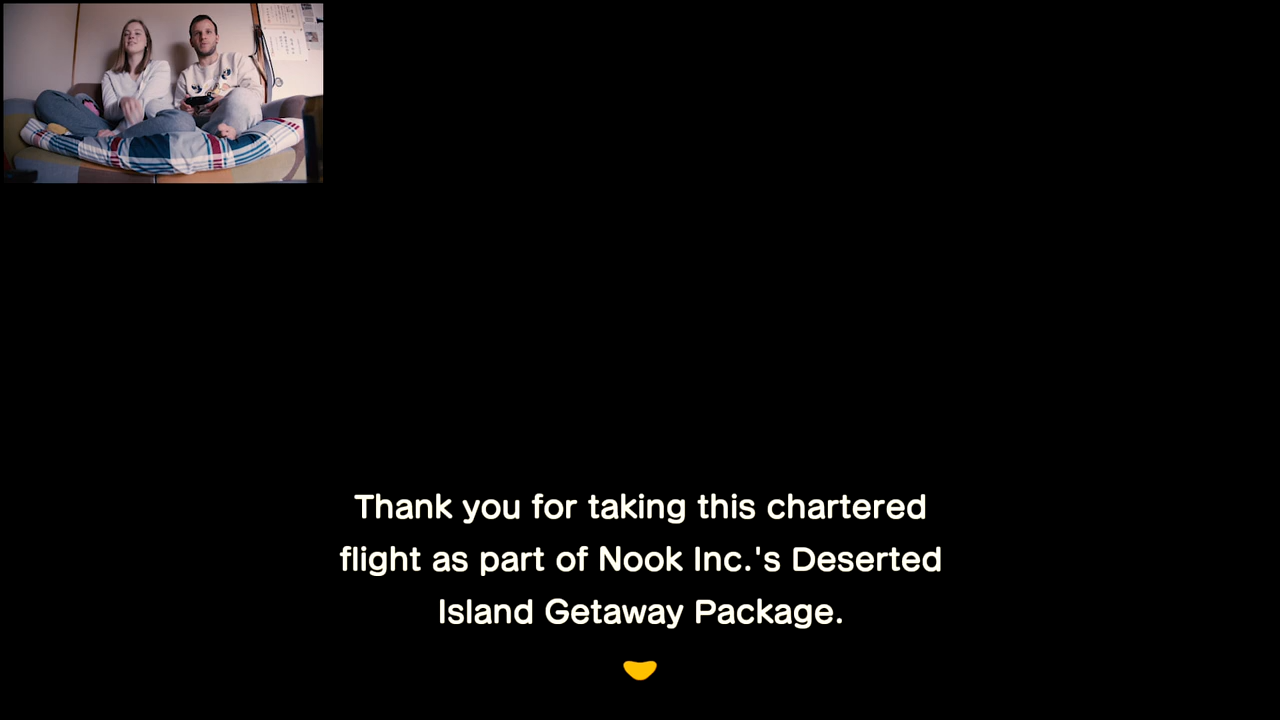 Thank you for taking this chartered
flight as part of Nook Inc.'s Deserted
Island Getaway Package.